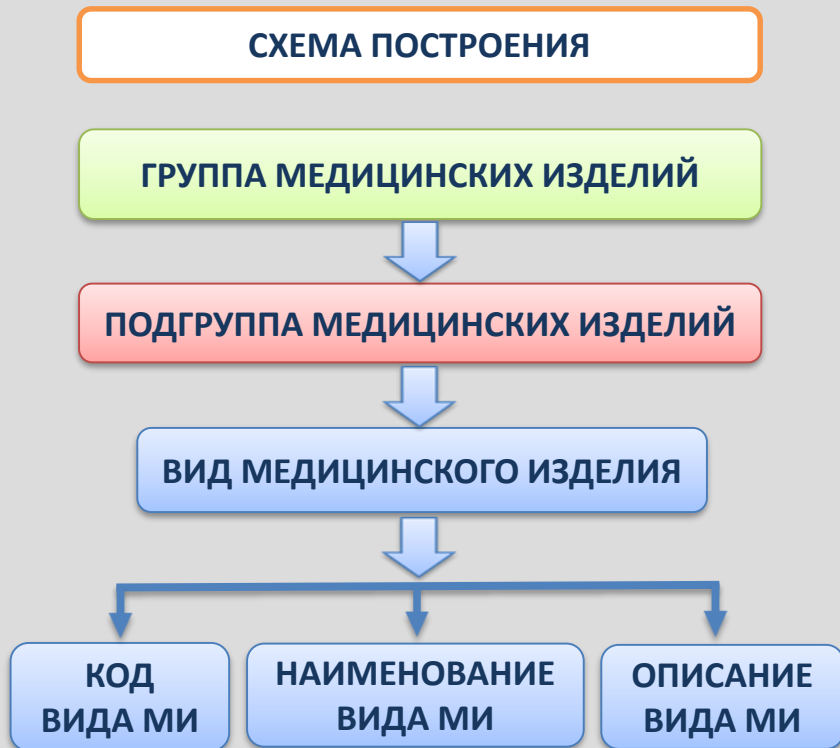 СХЕМА ПОСТРОЕНИЯ
ГРУППА МЕДИЦИНСКИХ ИЗДЕЛИЙ
ПОДГРУППА МЕДИЦИНСКИХ ИЗДЕЛИЙ
ВИД МЕДИЦИНСКОГО ИЗДЕЛИЯ
КОД
ВИДА МИ
НАИМЕНОВАНИЕ
ВИДА МИ
ОПИСАНИЕ
ВИДА МИ